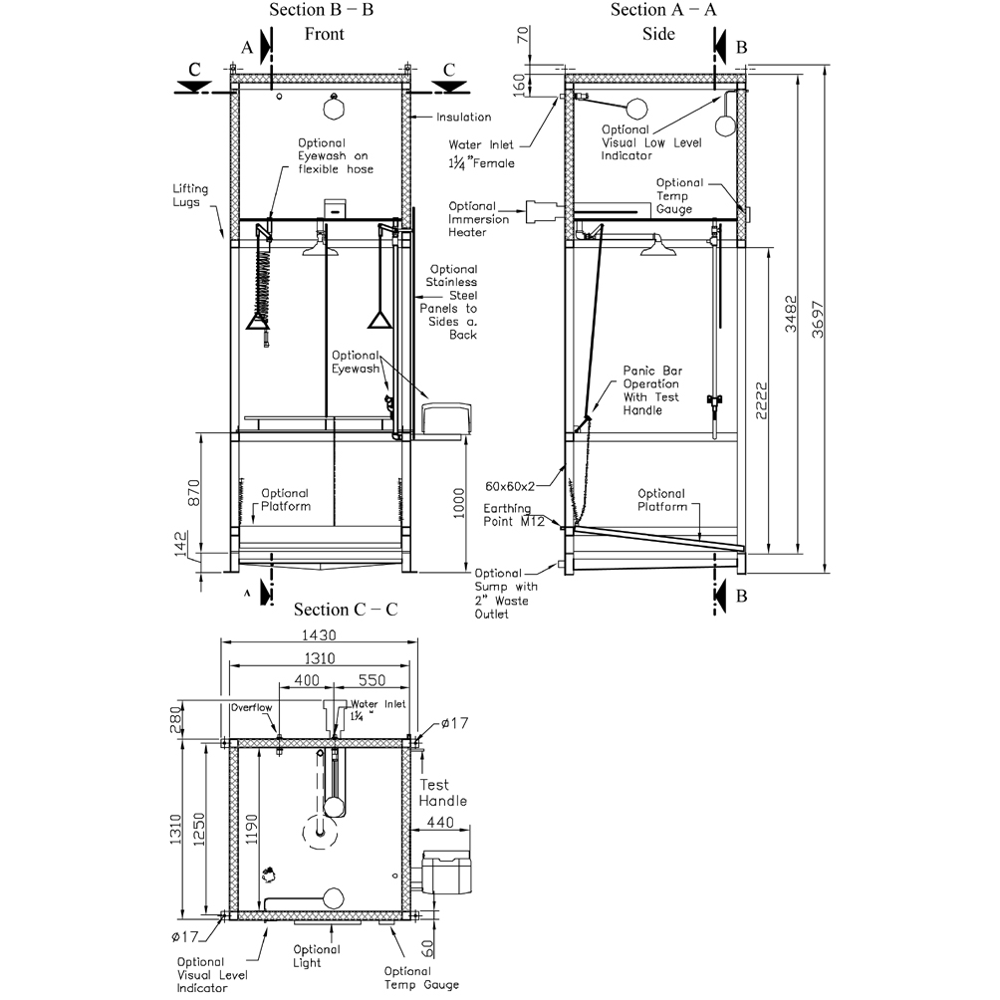 Section B – B
Front
A
C
C
Insulation
Optional
Eyewash on
flexible hose
Lifting
Lugs
Optional
Stainless
Steel
Panels to
Sides a.
Back
Optional
Eyewash
870
142
Optional
Platform
1000
A
Section A – A
Side
70
160
B
Water Inlet
1¼"Female
Optional
Visual Low Level
Indicator
Optional
Immersion
Heater
Optional
Temp
Gauge
3482
3697
2222
Panic Bar
Operation
With Test
Handle
60x60x2
Earthing
Point M12
Optional
Platform
Optional
Sump with
2" Waste
Outlet
B
Section C – C
1430
1310
400
550
280
Overflow
Water Inlet
1¼ "
ø17
1310
1250
1190
Test
Handle
440
ø17
60
Optional
Visual Level
Indicator
Optional
Light
Optional
Temp Gauge